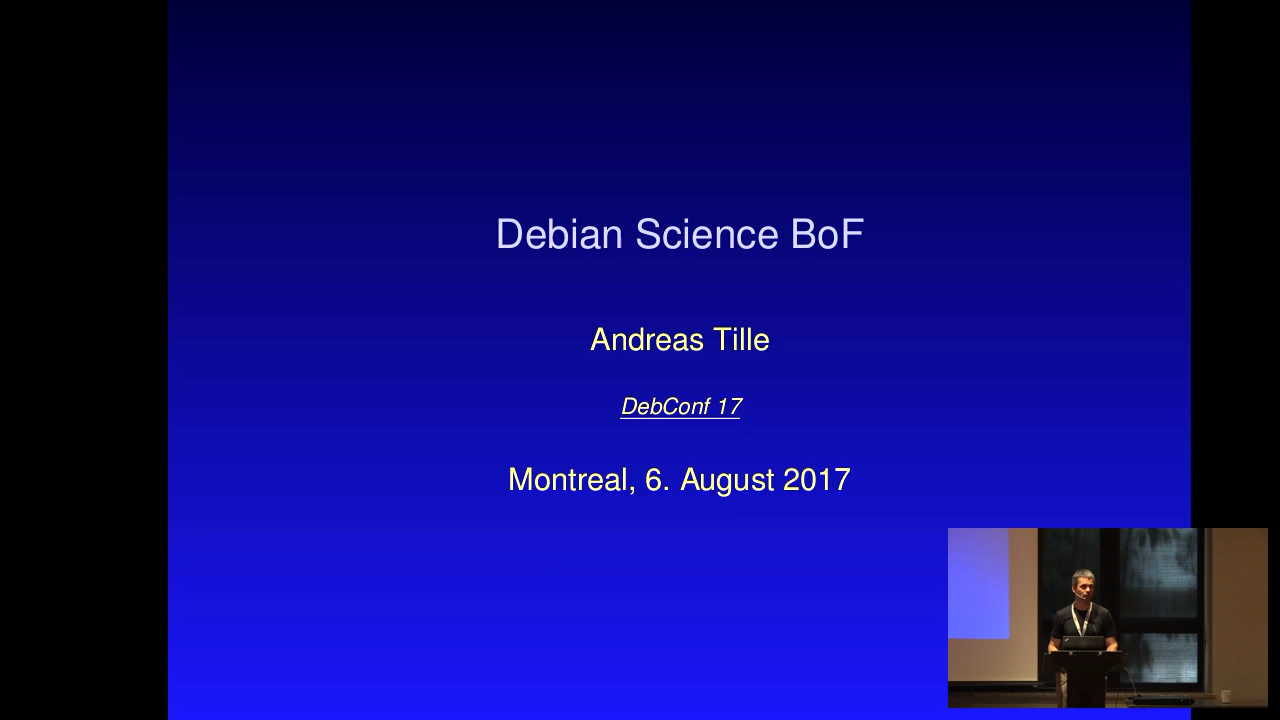 Debian Science BoF
Andreas Tille
DebConf 17
Montreal, 6. August 2017